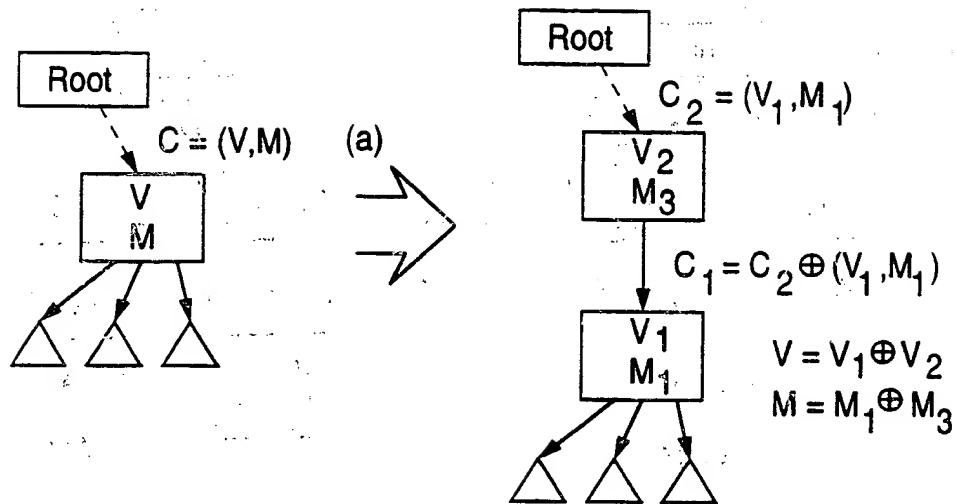 Root
C = (V,M)
V
M
(a)
Root
C₂ = (V₁,M₁)
V₂
M₃
C₁ = C₂ ⊕ (V₁,M₁)
V₁
M₁
V = V₁ ⊕ V₂
M = M₁ ⊕ M₃